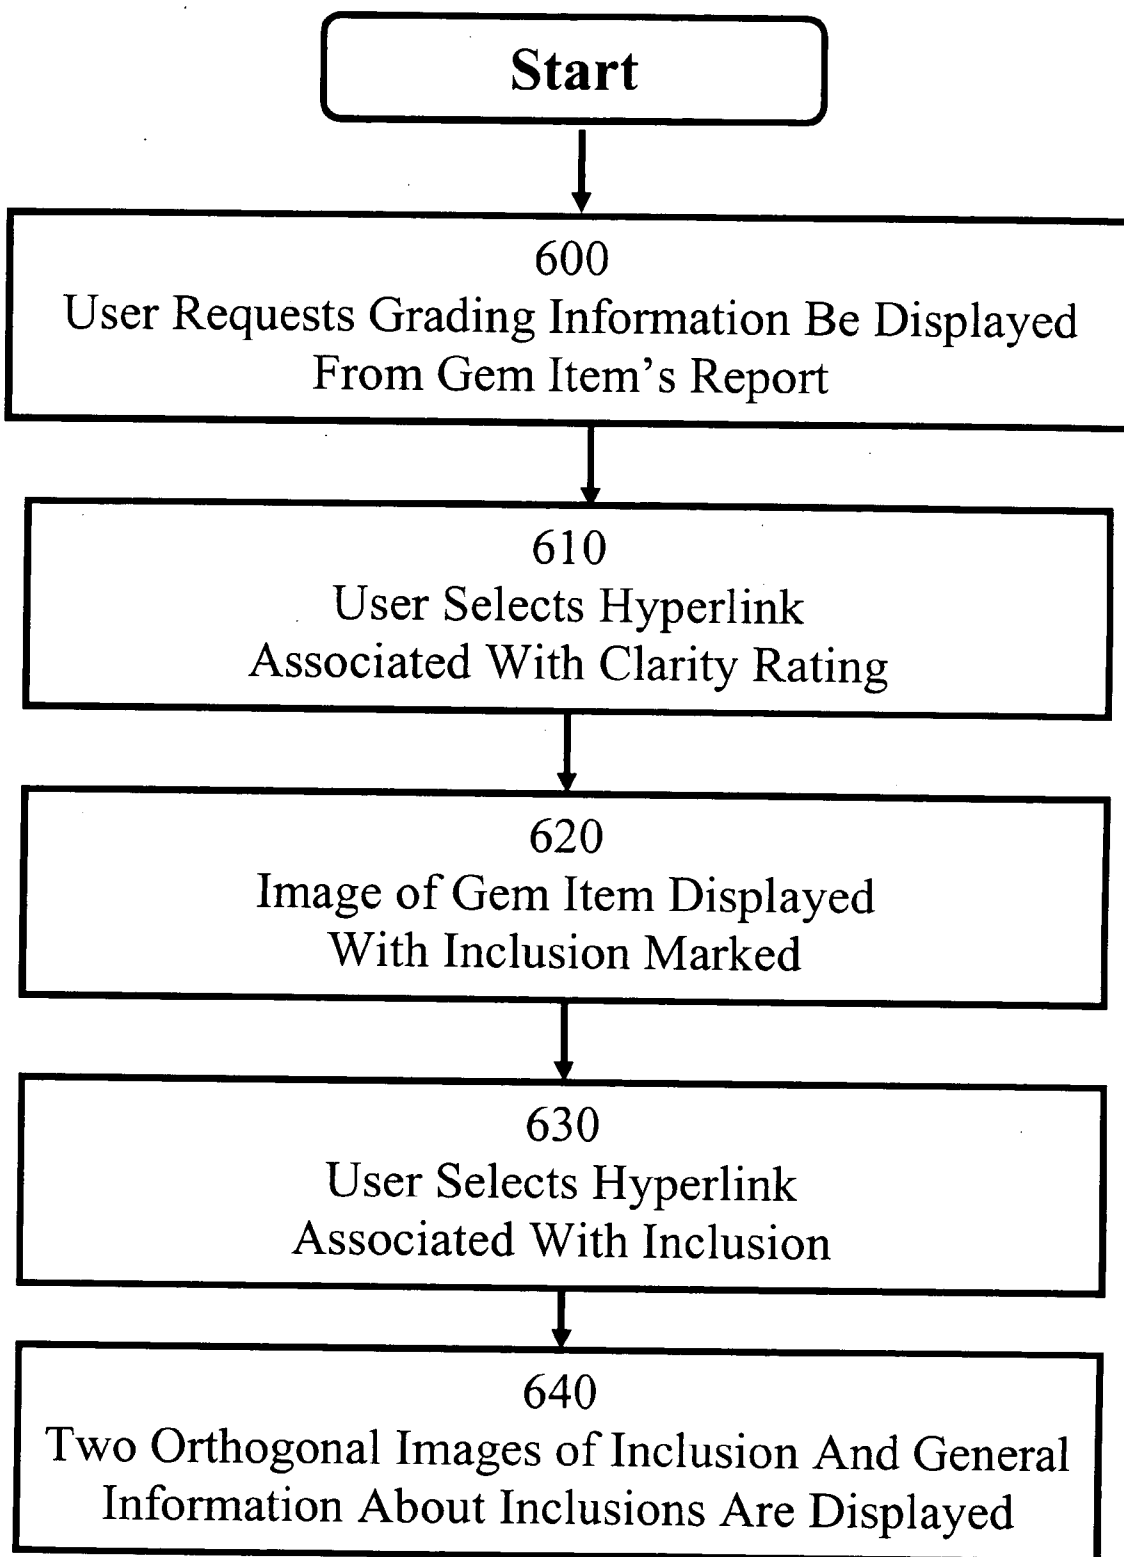 Start
600
User Requests Grading Information Be Displayed
From Gem Item's Report
610
User Selects Hyperlink
Associated With Clarity Rating
620
Image of Gem Item Displayed
With Inclusion Marked
630
User Selects Hyperlink
Associated With Inclusion
640
Two Orthogonal Images of Inclusion And General
Information About Inclusions Are Displayed